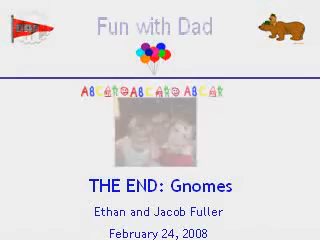 Fun with Dad
THE END: Gnomes
Ethan and Jacob Fuller
February 24, 2008